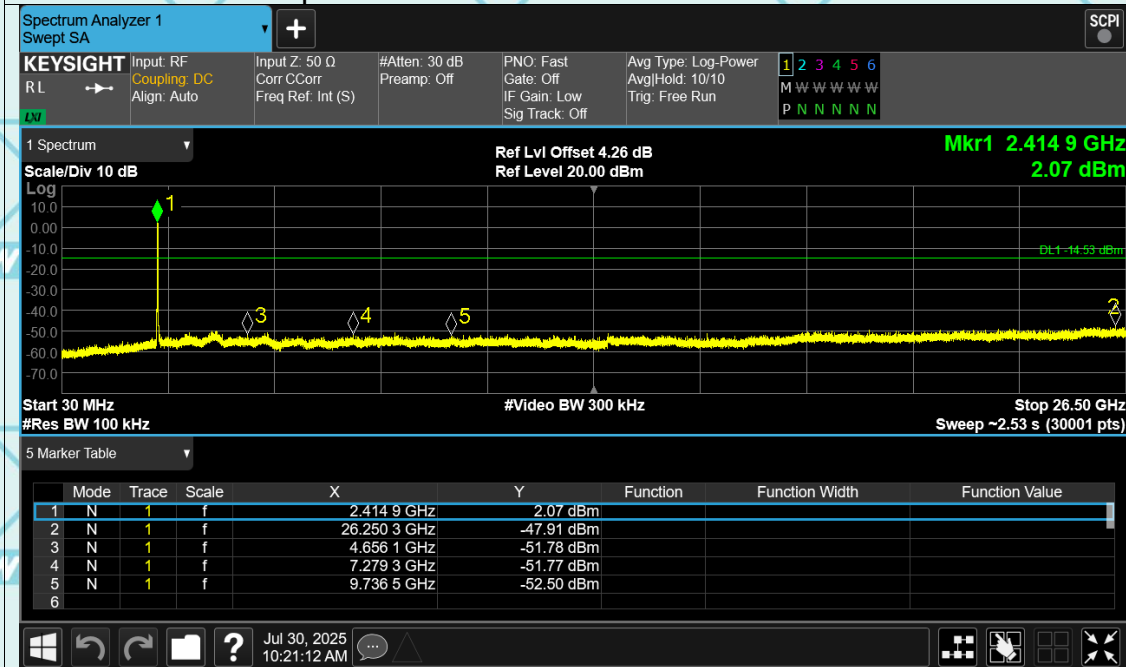 Spectrum Analyzer 1
Swept SA
+
SCPI
KEYSIGHT
RL
LXI
Input: RF
Coupling: DC
Align: Auto
Input Z: 50 Ω
Corr CCorr
Freq Ref: Int (S)
#Atten: 30 dB
Preamp: Off
PNO: Fast
Gate: Off
IF Gain: Low
Sig Track: Off
Avg Type: Log-Power
Avg|Hold: 10/10
Trig: Free Run
1 2 3 4 5 6
M W W W W W
P N N N N N
1 Spectrum
Scale/Div 10 dB
Ref Lvl Offset 4.26 dB
Ref Level 20.00 dBm
Mkr1 2.414 9 GHz
2.07 dBm
Log
10.0
0.00
-10.0
-20.0
-30.0
-40.0
-50.0
-60.0
-70.0
1
DL1 -14.53 dBm
3
4
5
2
Start 30 MHz
#Res BW 100 kHz
#Video BW 300 kHz
Stop 26.50 GHz
Sweep ~2.53 s (30001 pts)
5 Marker Table
Mode Trace Scale X Y Function Function Width Function Value
1 N 1 f 2.414 9 GHz 2.07 dBm
2 N 1 f 26.250 3 GHz -47.91 dBm
3 N 1 f 4.656 1 GHz -51.78 dBm
4 N 1 f 7.279 3 GHz -51.77 dBm
5 N 1 f 9.736 5 GHz -52.50 dBm
6
?
Jul 30, 2025
10:21:12 AM